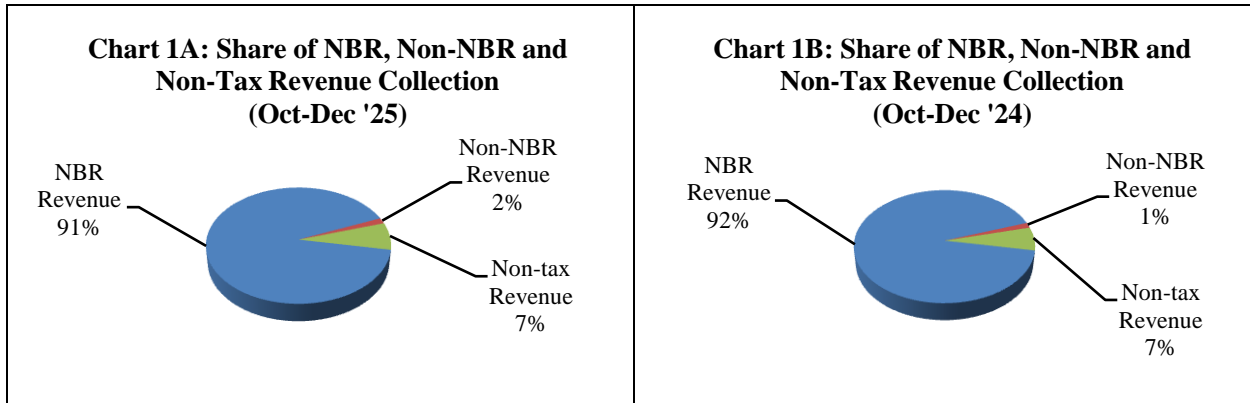 Chart 1A: Share of NBR, Non-NBR and
Non-Tax Revenue Collection
(Oct-Dec '25)
NBR
Revenue
91%
Non-NBR
Revenue
2%
Non-tax
Revenue
7%
Chart 1B: Share of NBR, Non-NBR and
Non-Tax Revenue Collection
(Oct-Dec '24)
NBR
Revenue
92%
Non-NBR
Revenue
1%
Non-tax
Revenue
7%